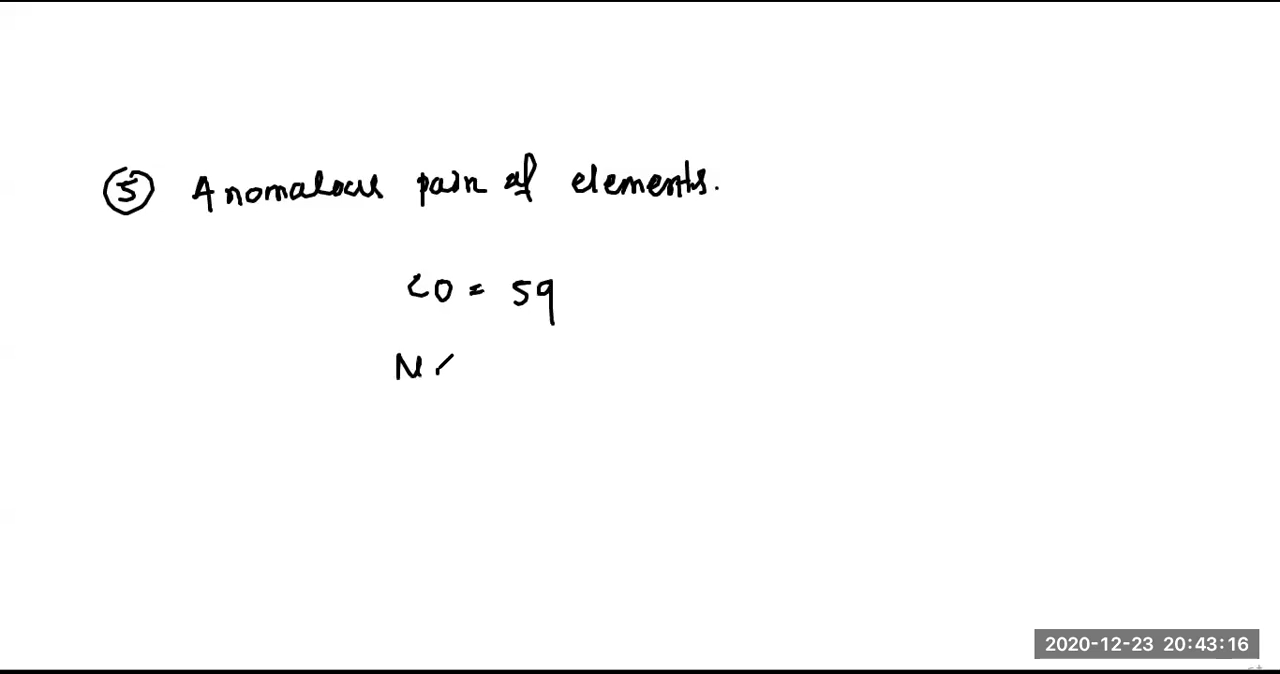 ⑤ Anomalous pair of elements.
Co = 59
N
2020-12-23 20:43:16